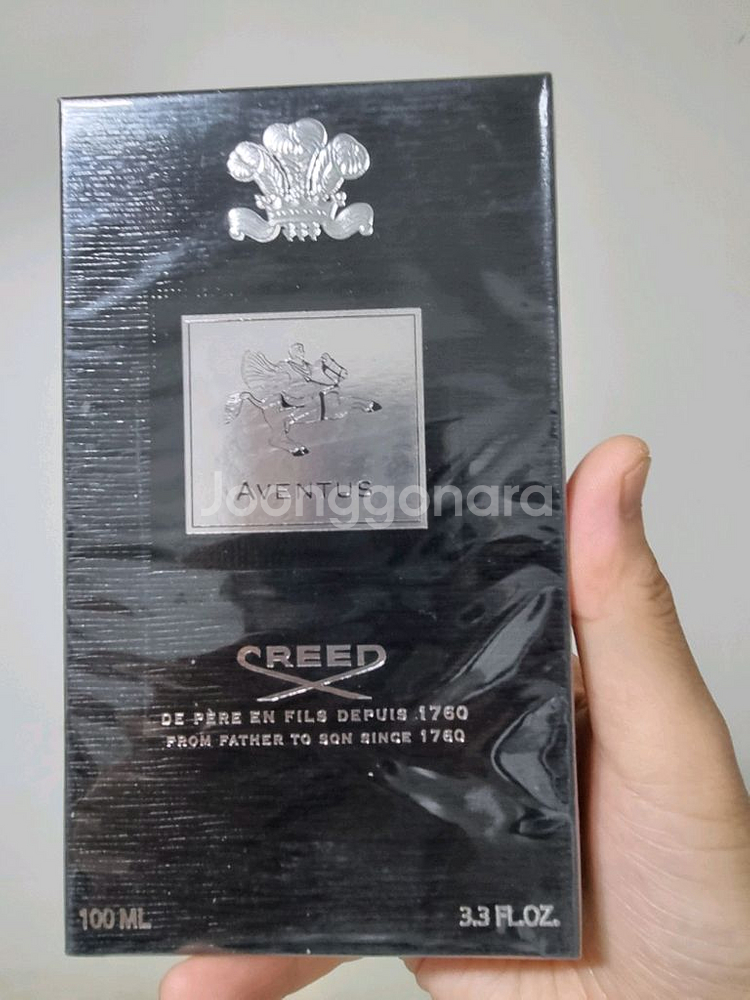 AVENTUS
Joonggonara
CREED
DE PÈRE EN FILS DEPUIS 1760
FROM FATHER TO SON SINCE 1760
100 ML 3.3 FL.OZ.